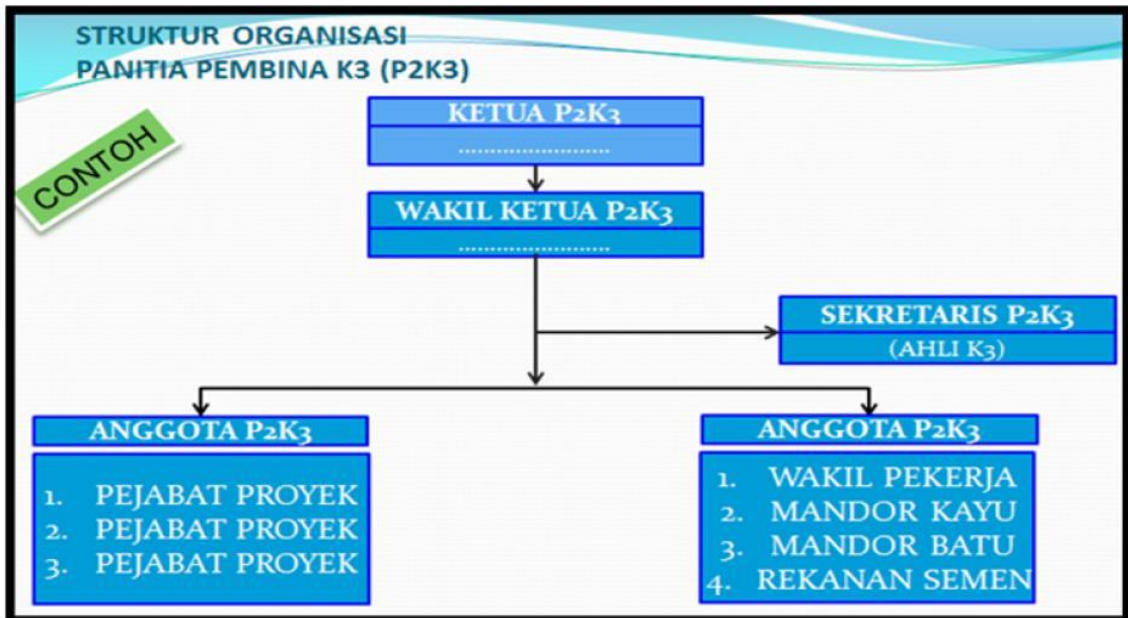 STRUKTUR ORGANISASI
PANITIA PEMBINA K3 (P2K3)
CONTOH
KETUA P2K3
........................
WAKIL KETUA P2K3
........................
SEKRETARIS P2K3
(AHLI K3)
ANGGOTA P2K3
1. PEJABAT PROYEK
2. PEJABAT PROYEK
3. PEJABAT PROYEK
ANGGOTA P2K3
1. WAKIL PEKERJA
2. MANDOR KAYU
3. MANDOR BATU
4. REKANAN SEMEN